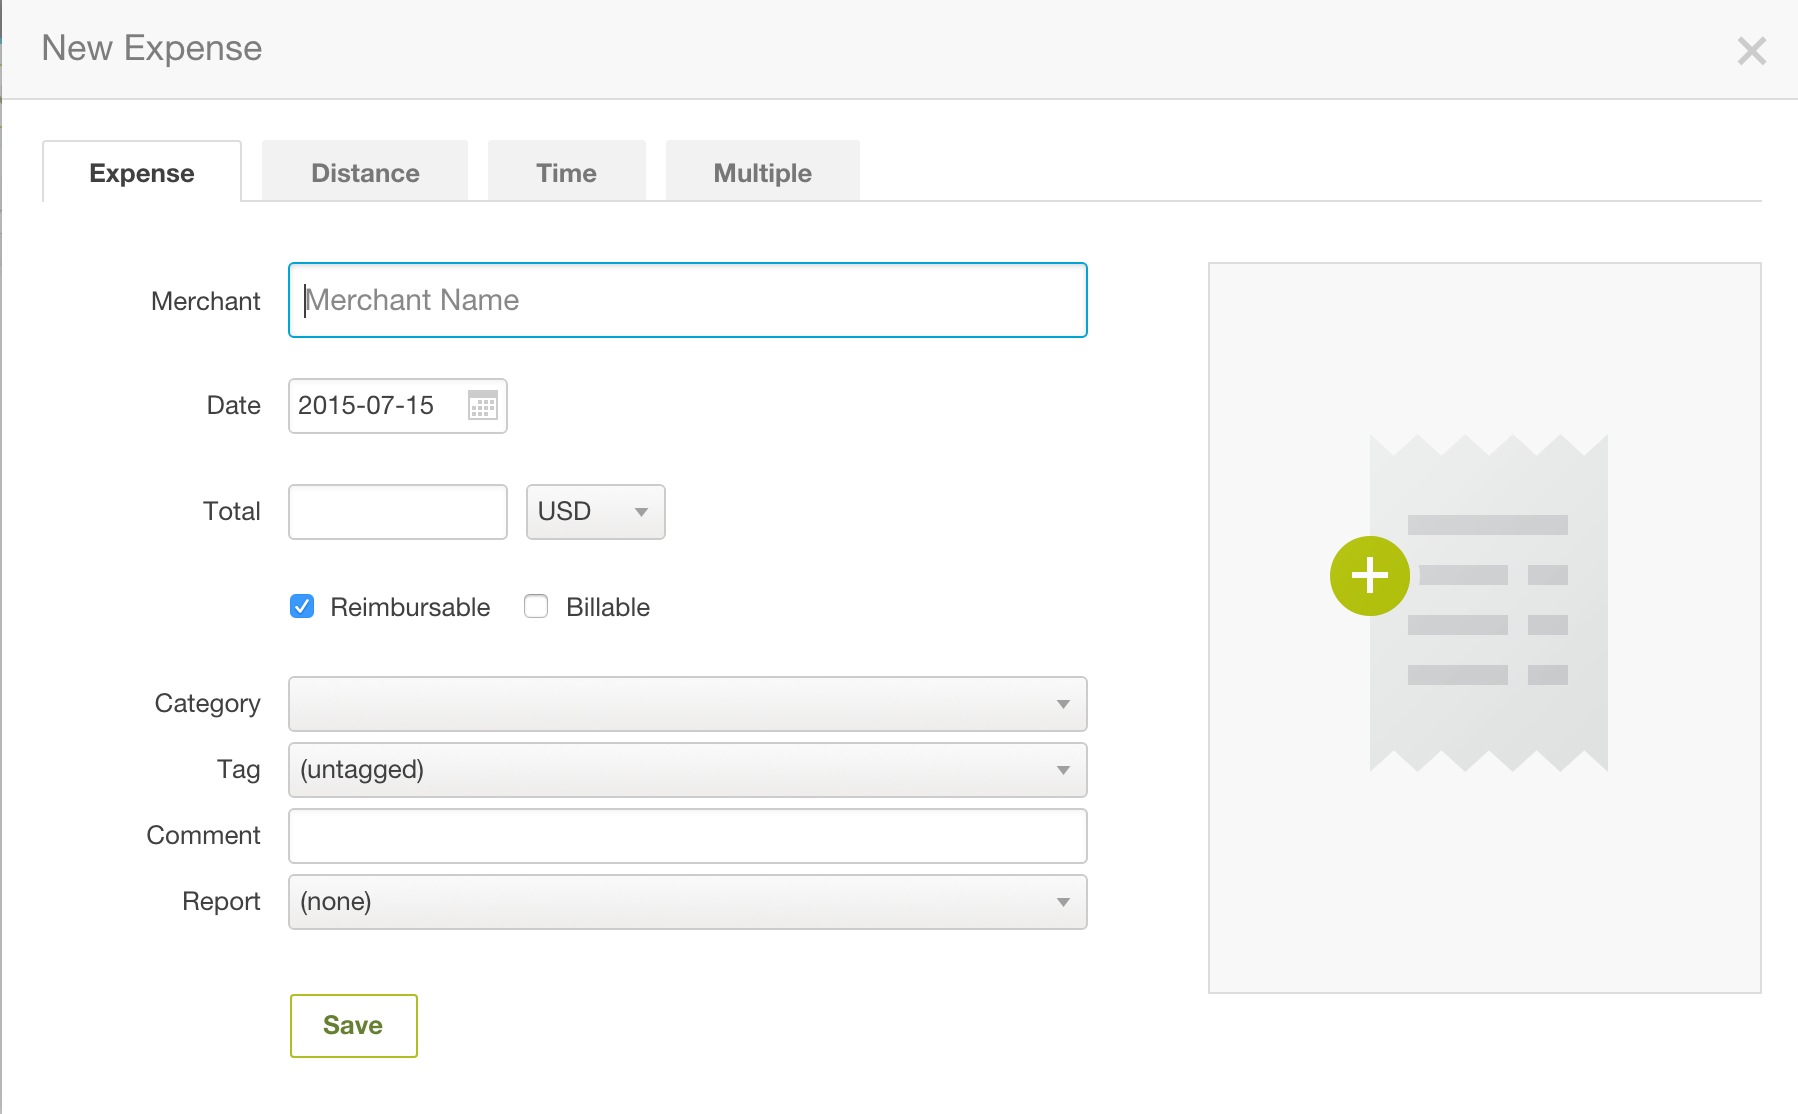 New Expense
Expense Distance Time Multiple
Merchant Merchant Name
Date 2015-07-15
Total USD
Reimbursable Billable
Category
Tag (untagged)
Comment
Report (none)
Save